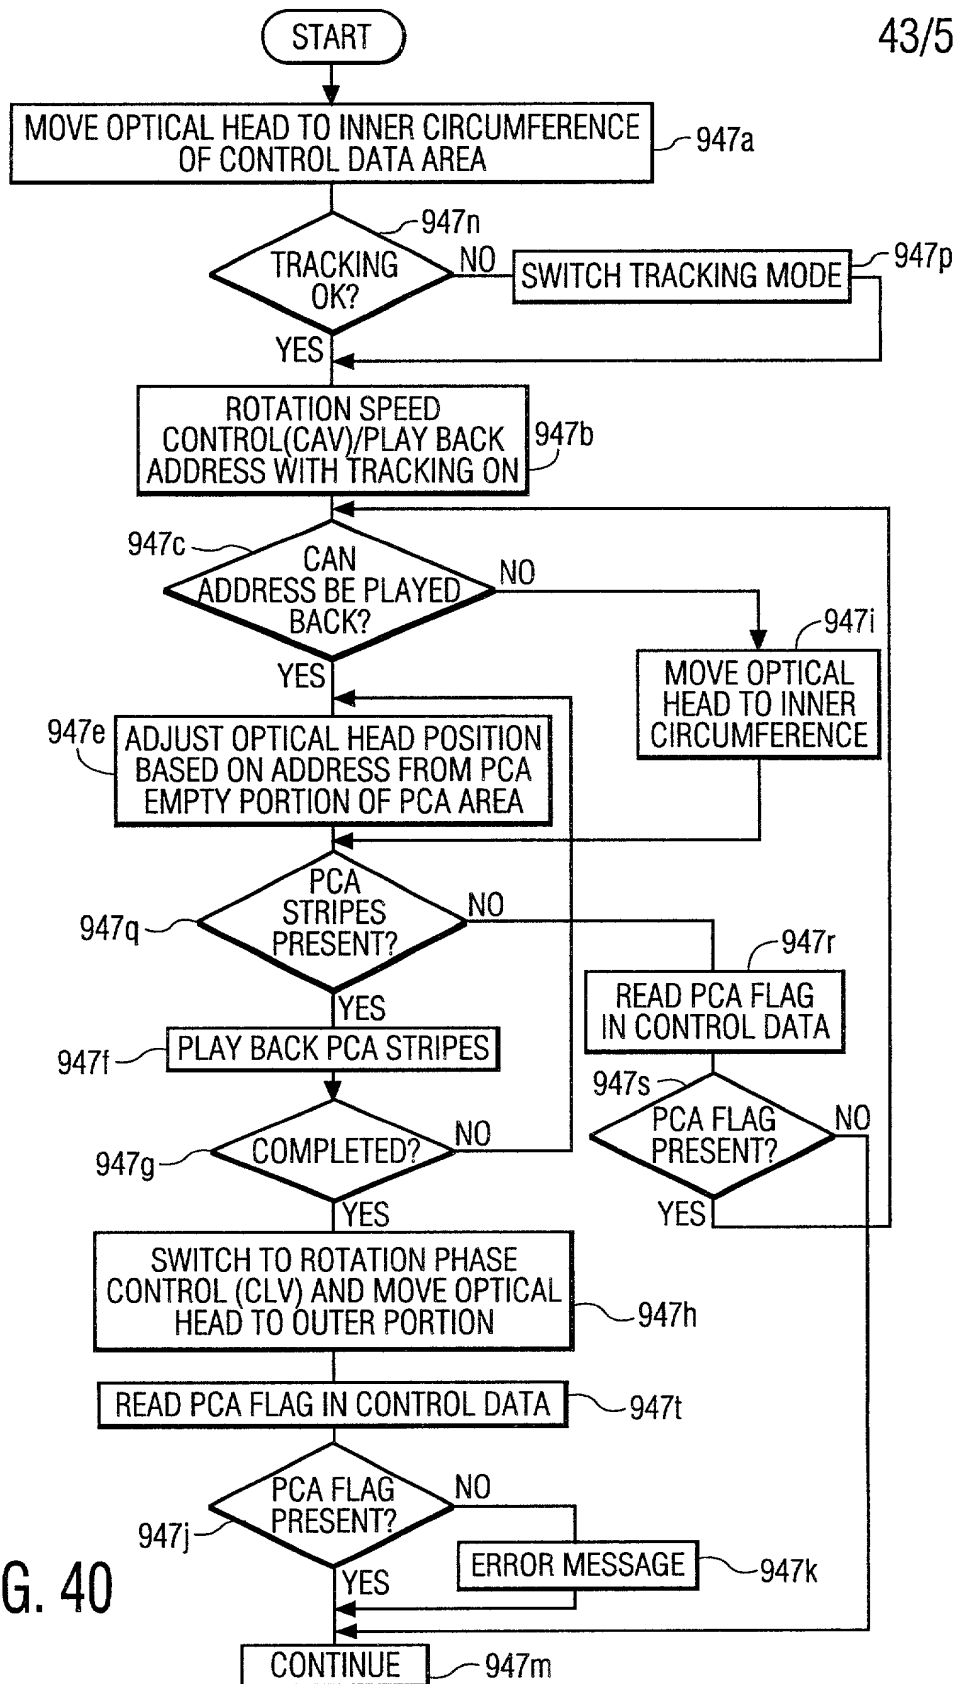 43/5
START
MOVE OPTICAL HEAD TO INNER CIRCUMFERENCE
OF CONTROL DATA AREA
947a
947n
TRACKING
OK?
NO
SWITCH TRACKING MODE
947p
YES
ROTATION SPEED
CONTROL(CAV)/PLAY BACK
ADDRESS WITH TRACKING ON
947b
947c
CAN
ADDRESS BE PLAYED
BACK?
NO
YES
947i
MOVE OPTICAL
HEAD TO INNER
CIRCUMFERENCE
947e
ADJUST OPTICAL HEAD POSITION
BASED ON ADDRESS FROM PCA
EMPTY PORTION OF PCA AREA
PCA
STRIPES
PRESENT?
947q
NO
YES
947r
READ PCA FLAG
IN CONTROL DATA
PLAY BACK PCA STRIPES
947f
947s
PCA FLAG
PRESENT?
NO
YES
COMPLETED?
NO
947g
YES
SWITCH TO ROTATION PHASE
CONTROL (CLV) AND MOVE OPTICAL
HEAD TO OUTER PORTION
947h
READ PCA FLAG IN CONTROL DATA
947t
PCA FLAG
PRESENT?
NO
947j
ERROR MESSAGE
947k
YES
G. 40
CONTINUE
947m